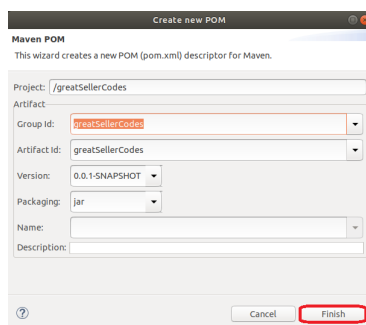 Create new POM
Maven POM
This wizard creates a new POM (pom.xml) descriptor for Maven.
Project: /greatSellerCodes
Artifact
Group Id: greatSellerCodes
Artifact Id: greatSellerCodes
Version: 0.0.1-SNAPSHOT
Packaging: jar
Name:
Description:
? Cancel Finish